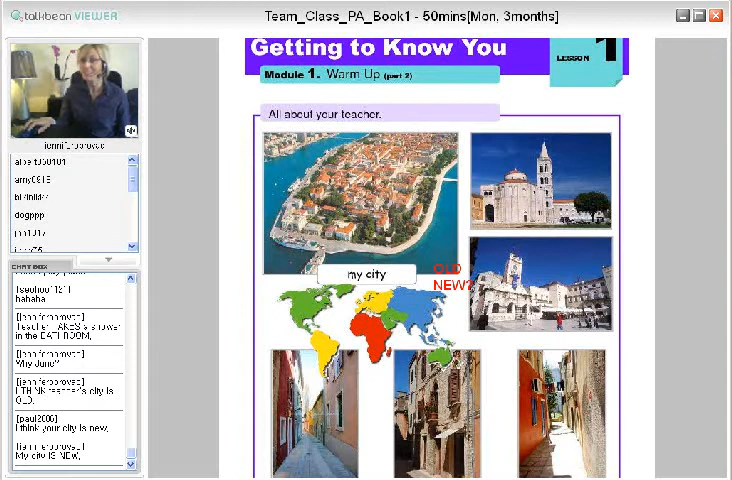 talkbean VIEWER
Team_Class_PA_Book1 - 50mins[Mon, 3months]
Getting to Know You
LESSON 1
Module 1. Warm Up (part 2)
All about your teacher.
my city
OLD
NEW?
dogppp
CHAT BOX
hahaha
Teacher TAKES a shower
in the BATHROOM,
Why June?
I THINK teacher's city is
OLD.
[paul2006]
I think your city is new,
My city IS NEW,